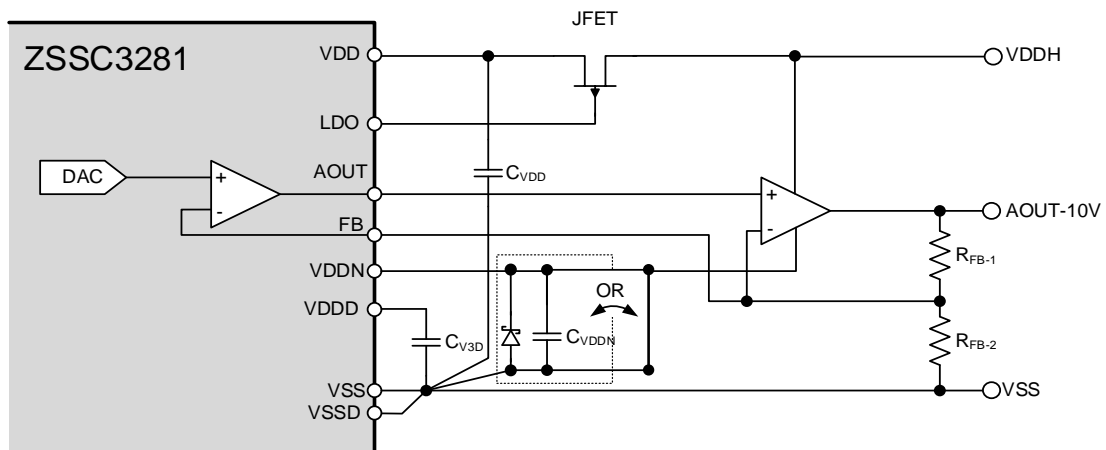 JFET
ZSSC3281
VDD
VDDH
LDO
DAC
+
-
AOUT
CVDD
+
-
AOUT-10V
FB
RFB-1
VDDN
OR
VDDD
CV3D
CVDDN
RFB-2
VSS
VSS
VSSD